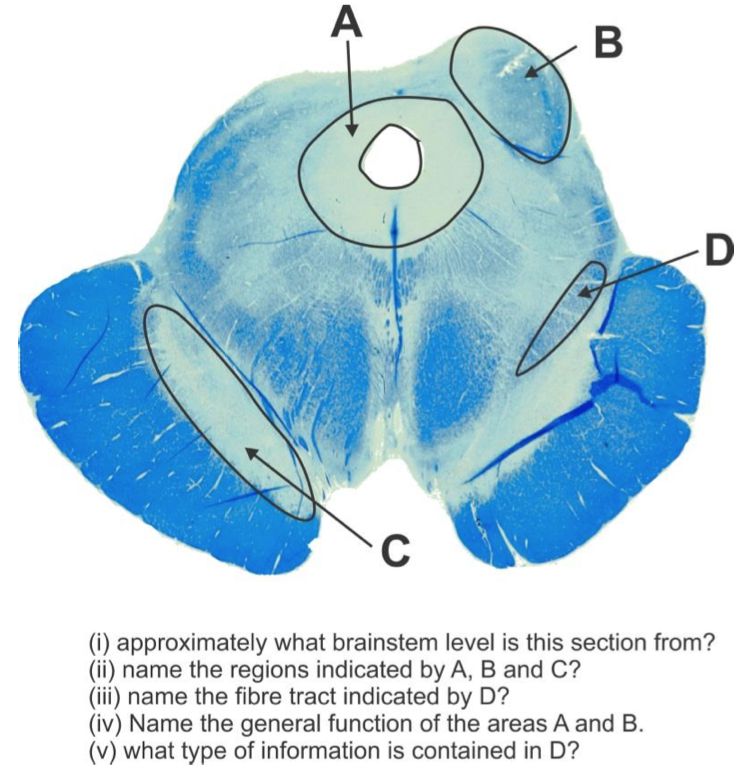 A
B
D
C
(i) approximately what brainstem level is this section from?
(ii) name the regions indicated by A, B and C?
(iii) name the fibre tract indicated by D?
(iv) Name the general function of the areas A and B.
(v) what type of information is contained in D?